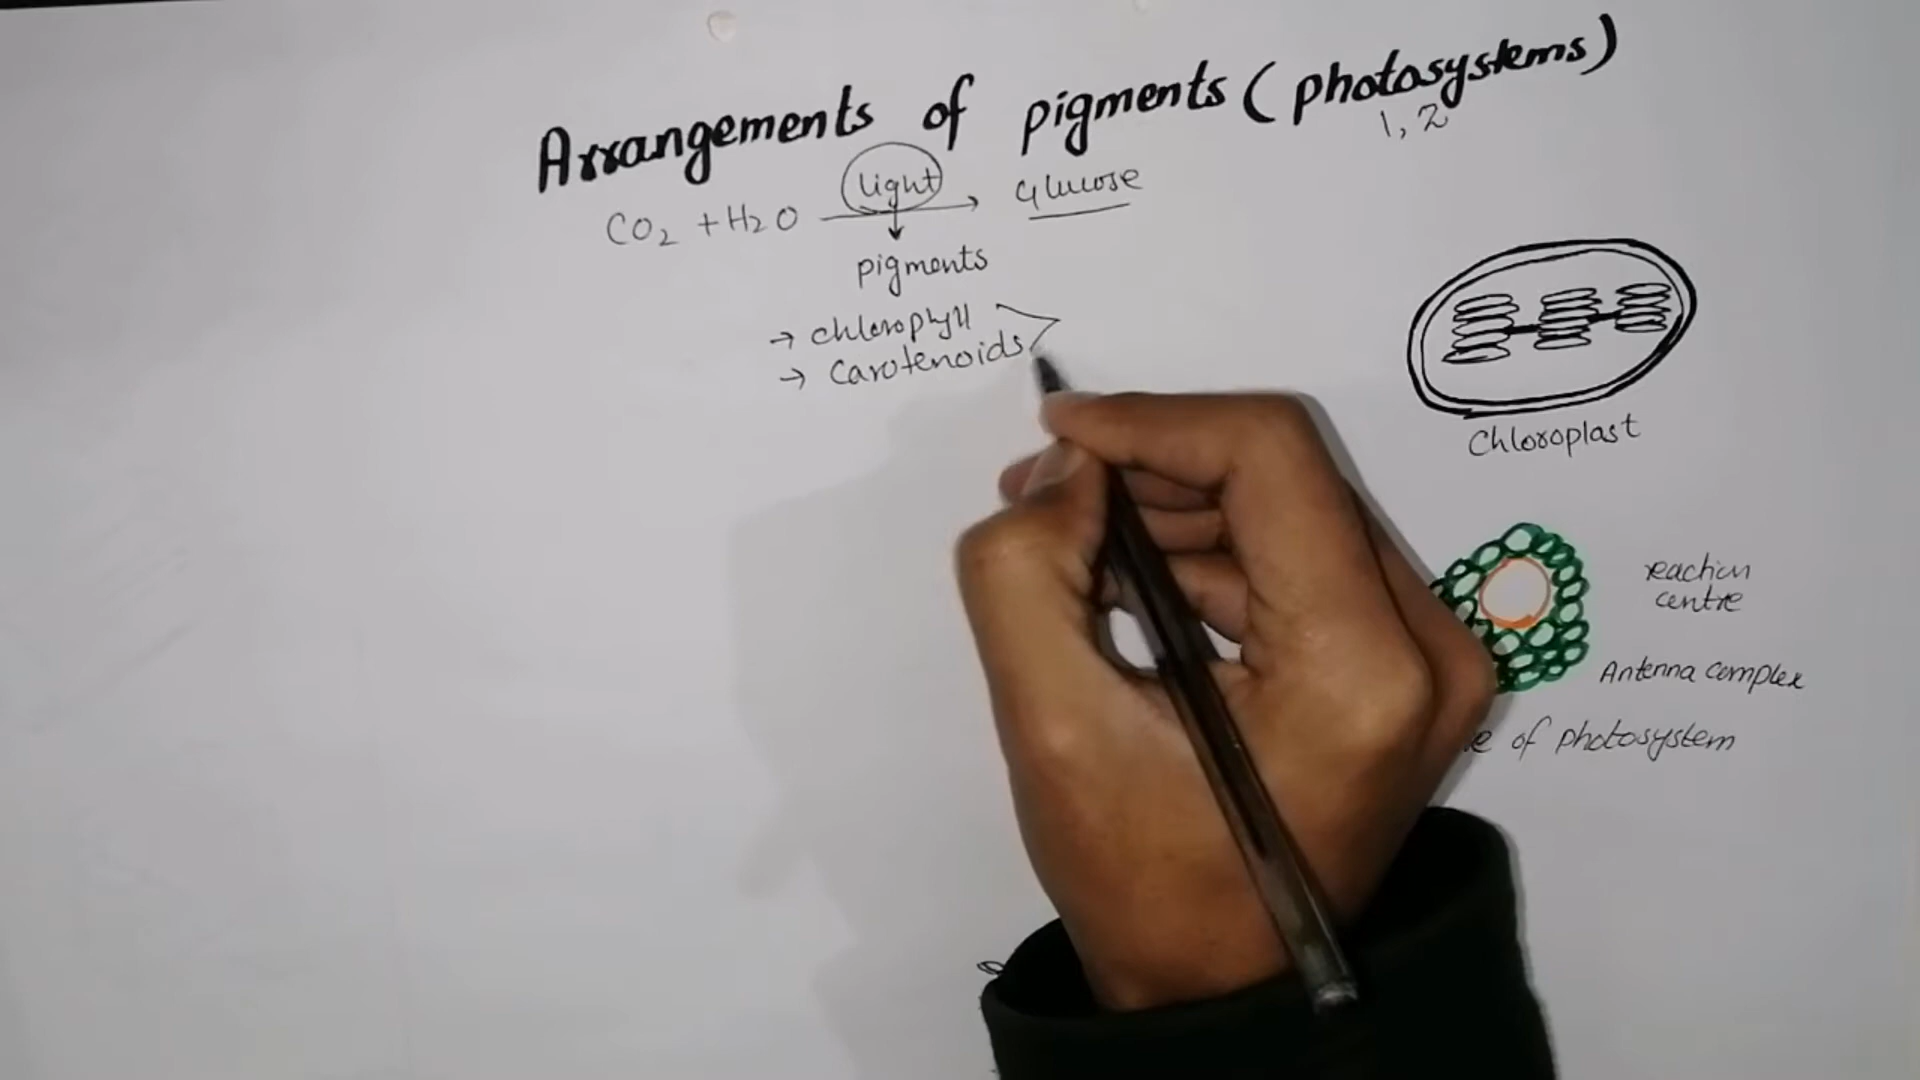 Arrangements of pigments (photosystems)
1, 2
CO2 + H2O light → Glucose
pigments
→ chlorophyll
→ carotenoids
Chloroplast
reaction
centre
Antenna complex
of photosystem